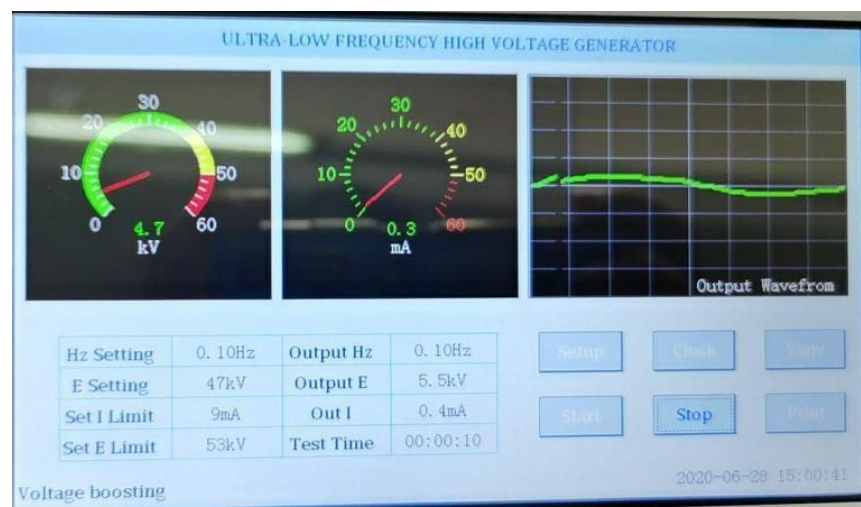 ULTRA-LOW FREQUENCY HIGH VOLTAGE GENERATOR
0 10 20 30 40 50 60
4.7
kV
0 10 20 30 40 50 60
0.3
mA
Output Wavefrom
Hz Setting 0.10Hz Output Hz 0.10Hz
E Setting 47kV Output E 5.5kV
Set I Limit 9mA Out I 0.4mA
Set E Limit 53kV Test Time 00:00:10
Setup Clock View
Start Stop Print
Voltage boosting
2020-06-28 15:00:41